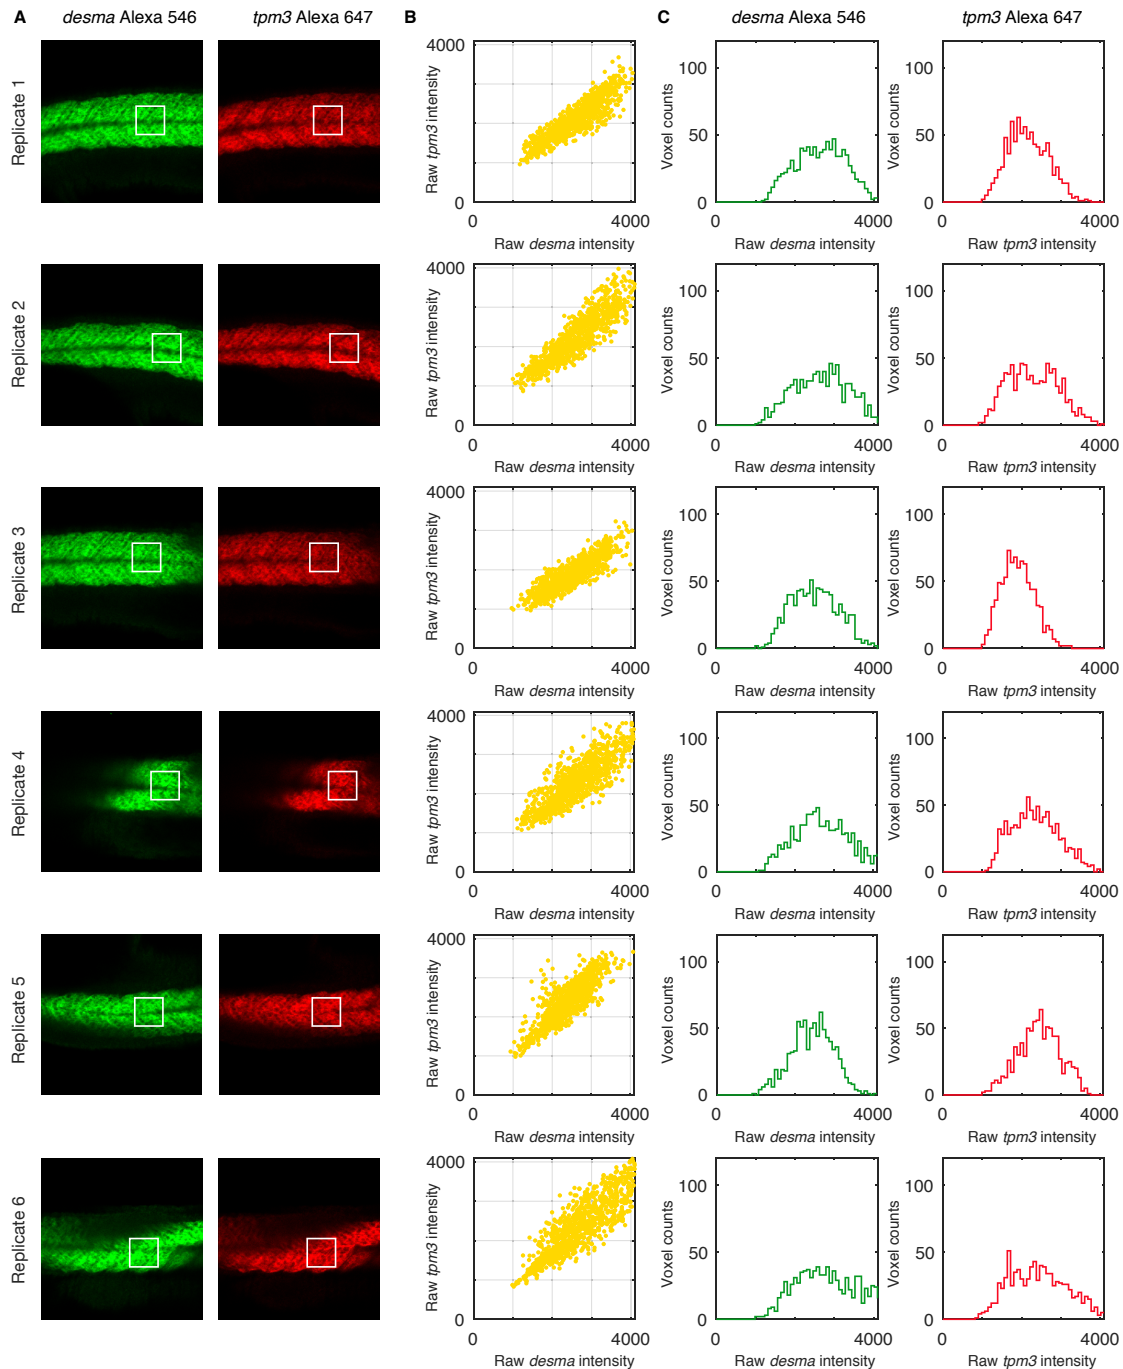 A desma Alexa 546 tpm3 Alexa 647 B C desma Alexa 546 tpm3 Alexa 647
Replicate 1
4000
Raw tpm3 intensity
0
0 4000
Raw desma intensity
100
Voxel counts
50
0
0 4000
Raw desma intensity
100
Voxel counts
50
0
0 4000
Raw tpm3 intensity
Replicate 2
4000
Raw tpm3 intensity
0
0 4000
Raw desma intensity
100
Voxel counts
50
0
0 4000
Raw desma intensity
100
Voxel counts
50
0
0 4000
Raw tpm3 intensity
Replicate 3
4000
Raw tpm3 intensity
0
0 4000
Raw desma intensity
100
Voxel counts
50
0
0 4000
Raw desma intensity
100
Voxel counts
50
0
0 4000
Raw tpm3 intensity
Replicate 4
4000
Raw tpm3 intensity
0
0 4000
Raw desma intensity
100
Voxel counts
50
0
0 4000
Raw desma intensity
100
Voxel counts
50
0
0 4000
Raw tpm3 intensity
Replicate 5
4000
Raw tpm3 intensity
0
0 4000
Raw desma intensity
100
Voxel counts
50
0
0 4000
Raw desma intensity
100
Voxel counts
50
0
0 4000
Raw tpm3 intensity
Replicate 6
4000
Raw tpm3 intensity
0
0 4000
Raw desma intensity
100
Voxel counts
50
0
0 4000
Raw desma intensity
100
Voxel counts
50
0
0 4000
Raw tpm3 intensity